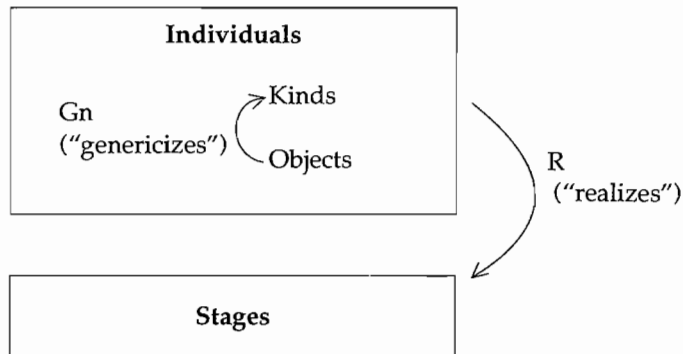 Individuals
Gn
(“genericizes”)
Kinds
Objects
R
(“realizes”)
Stages